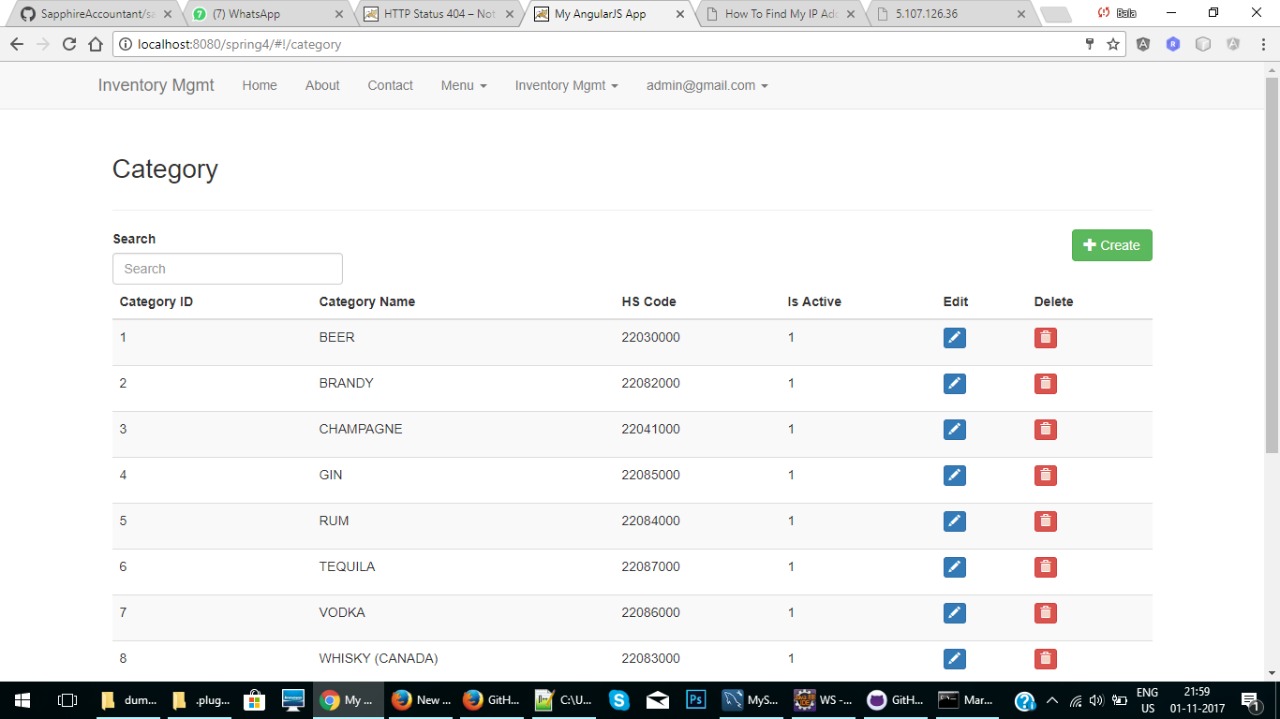 SapphireAccountant/sa
(7) WhatsApp
HTTP Status 404 – Not
My AngularJS App
How To Find My IP Add
5.107.126.36
Bala
localhost:8080/spring4/#!/category
Inventory Mgmt Home About Contact Menu Inventory Mgmt admin@gmail.com
Category
Search
Create
Search
Category ID Category Name HS Code Is Active Edit Delete
1 BEER 22030000 1
2 BRANDY 22082000 1
3 CHAMPAGNE 22041000 1
4 GIN 22085000 1
5 RUM 22084000 1
6 TEQUILA 22087000 1
7 VODKA 22086000 1
8 WHISKY (CANADA) 22083000 1
dum... .plug... My ... New ... GitH... C:\U... MyS... WS -... GitH... Mar...
ENG
US
21:59
01-11-2017
1